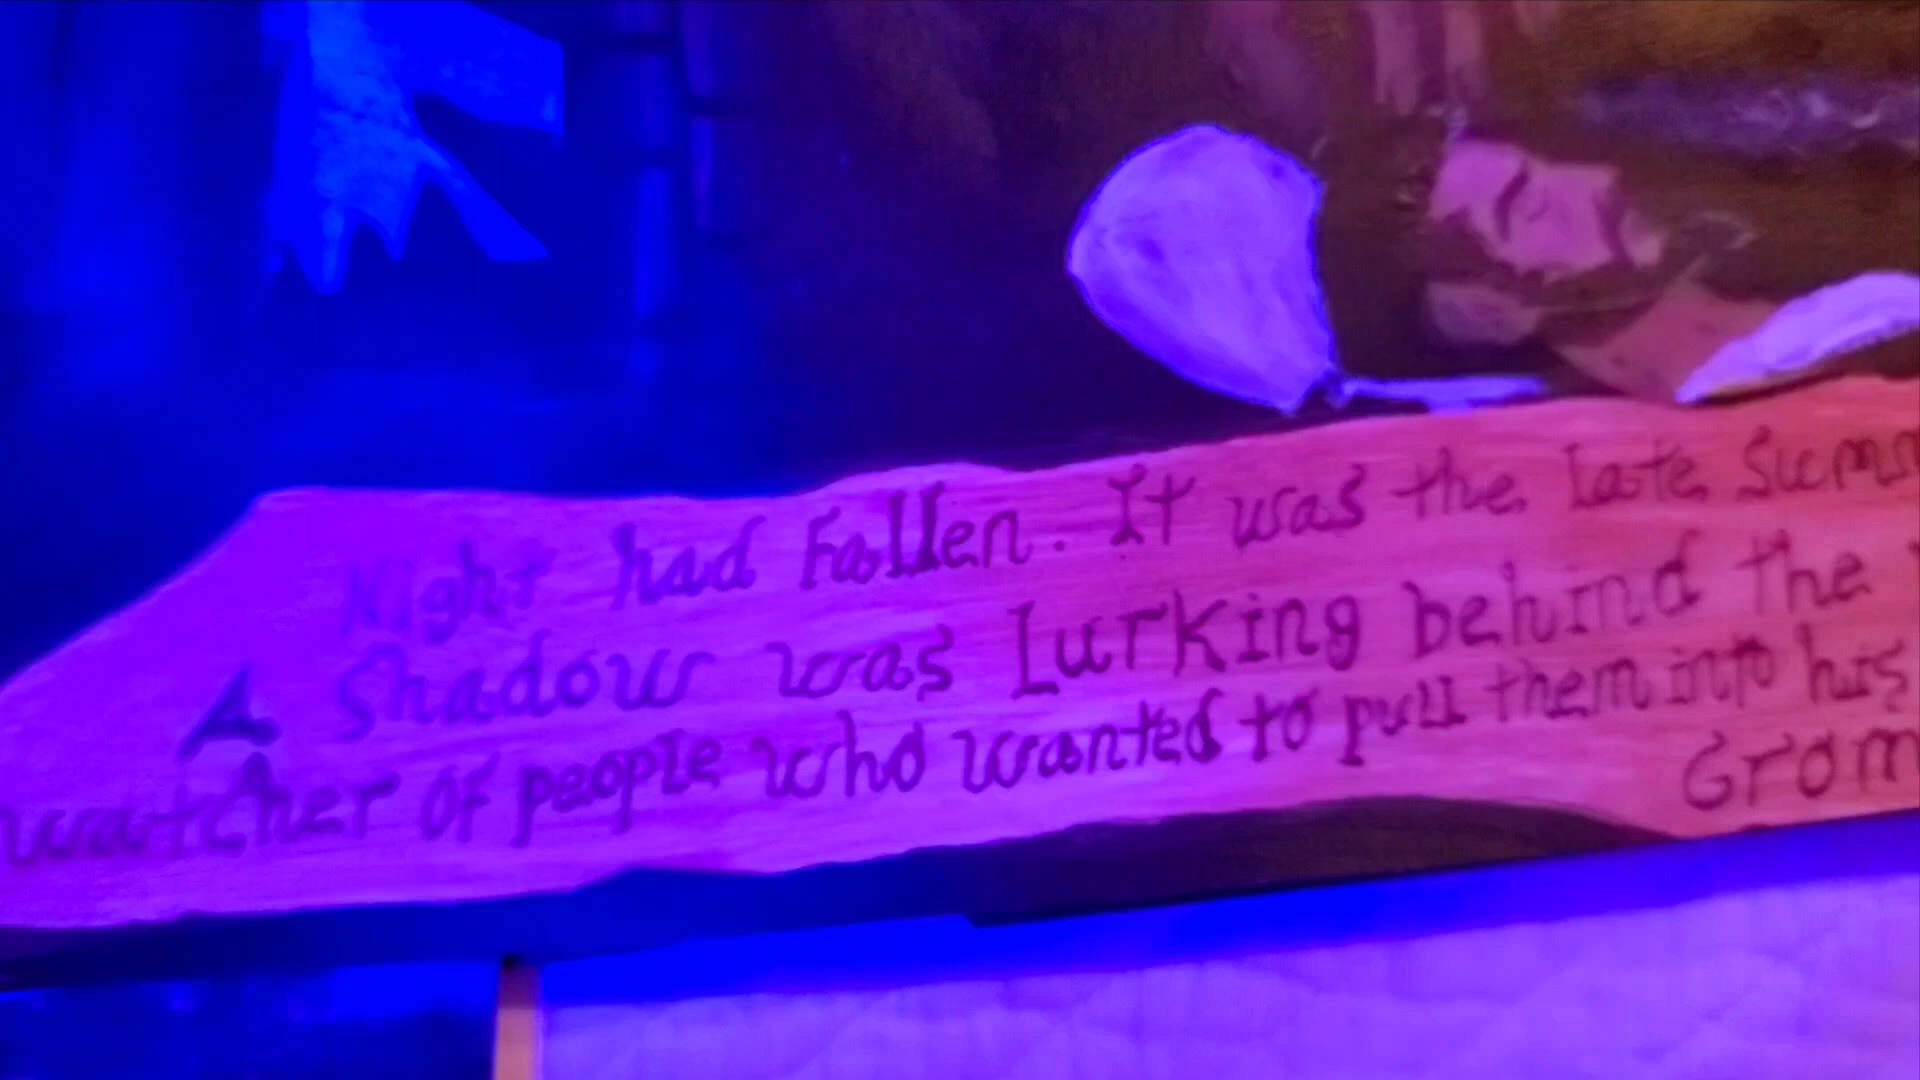 Night had Fallen. It was the Late
A Shadow was Lurking behind the
watcher of people who wanted to pull them into his